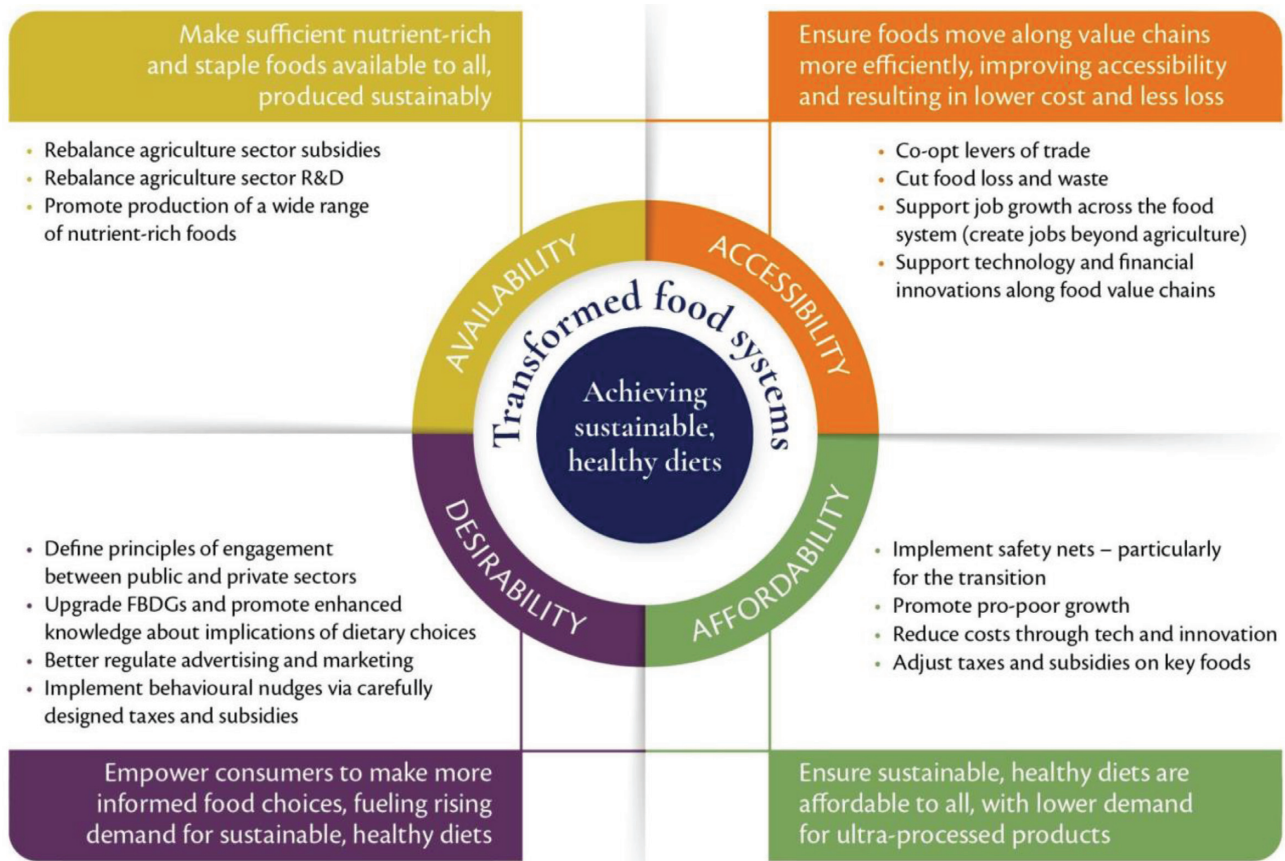 Make sufficient nutrient-rich
and staple foods available to all,
produced sustainably
• Rebalance agriculture sector subsidies
• Rebalance agriculture sector R&D
• Promote production of a wide range
of nutrient-rich foods
Ensure foods move along value chains
more efficiently, improving accessibility
and resulting in lower cost and less loss
• Co-opt levers of trade
• Cut food loss and waste
• Support job growth across the food
system (create jobs beyond agriculture)
• Support technology and financial
innovations along food value chains
AVAILABILITY
ACCESSIBILITY
Transformed food systems
Achieving
sustainable,
healthy diets
DESIRABILITY
AFFORDABILITY
• Define principles of engagement
between public and private sectors
• Upgrade FBDGs and promote enhanced
knowledge about implications of dietary choices
• Better regulate advertising and marketing
• Implement behavioural nudges via carefully
designed taxes and subsidies
Empower consumers to make more
informed food choices, fueling rising
demand for sustainable, healthy diets
• Implement safety nets – particularly
for the transition
• Promote pro-poor growth
• Reduce costs through tech and innovation
• Adjust taxes and subsidies on key foods
Ensure sustainable, healthy diets are
affordable to all, with lower demand
for ultra-processed products